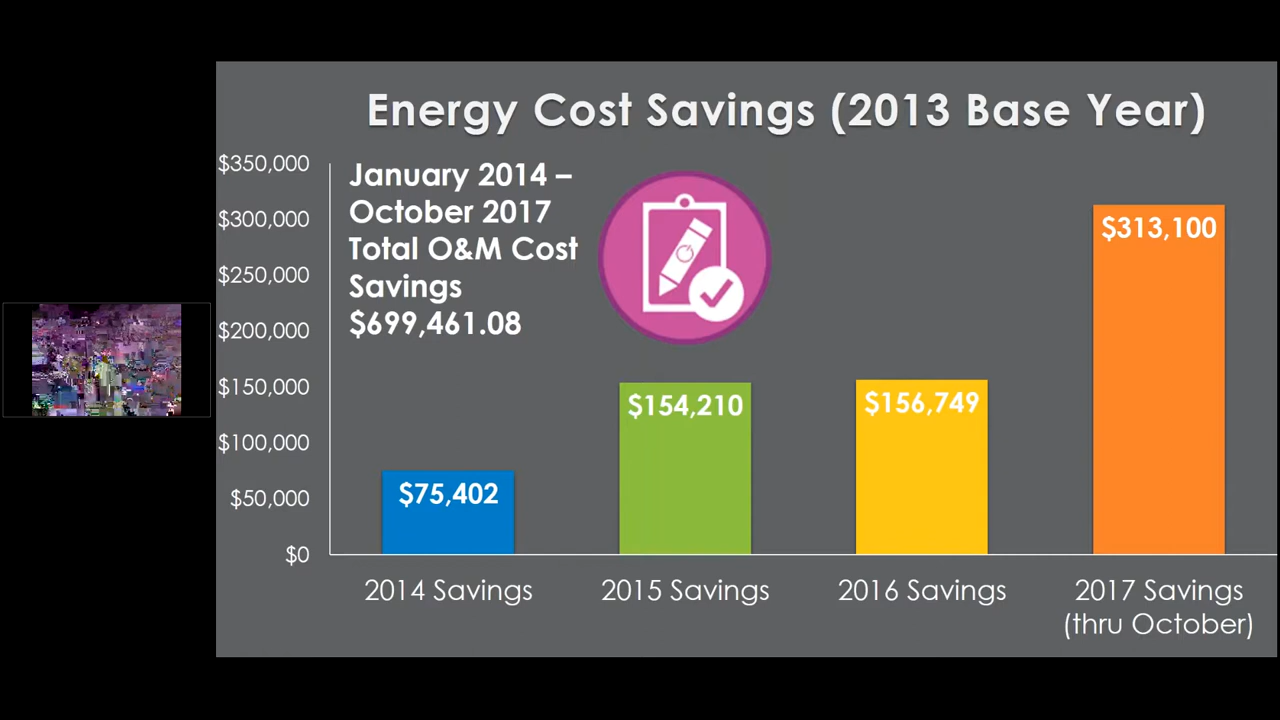 Energy Cost Savings (2013 Base Year)
$350,000
$300,000
$250,000
$200,000
$150,000
$100,000
$50,000
$0
January 2014 –
October 2017
Total O&M Cost
Savings
$699,461.08
$75,402
$154,210
$156,749
$313,100
2014 Savings
2015 Savings
2016 Savings
2017 Savings
(thru October)